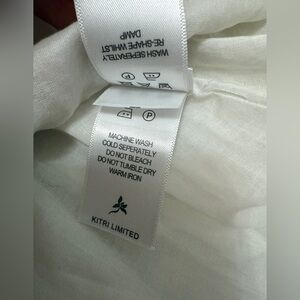 WASH SEPERATELY
RE-SHAPE WHILST
DAMP
P
P
MACHINE WASH
COLD SEPERATELY
DO NOT BLEACH
DO NOT TUMBLE DRY
WARM IRON
KITRI LIMITED